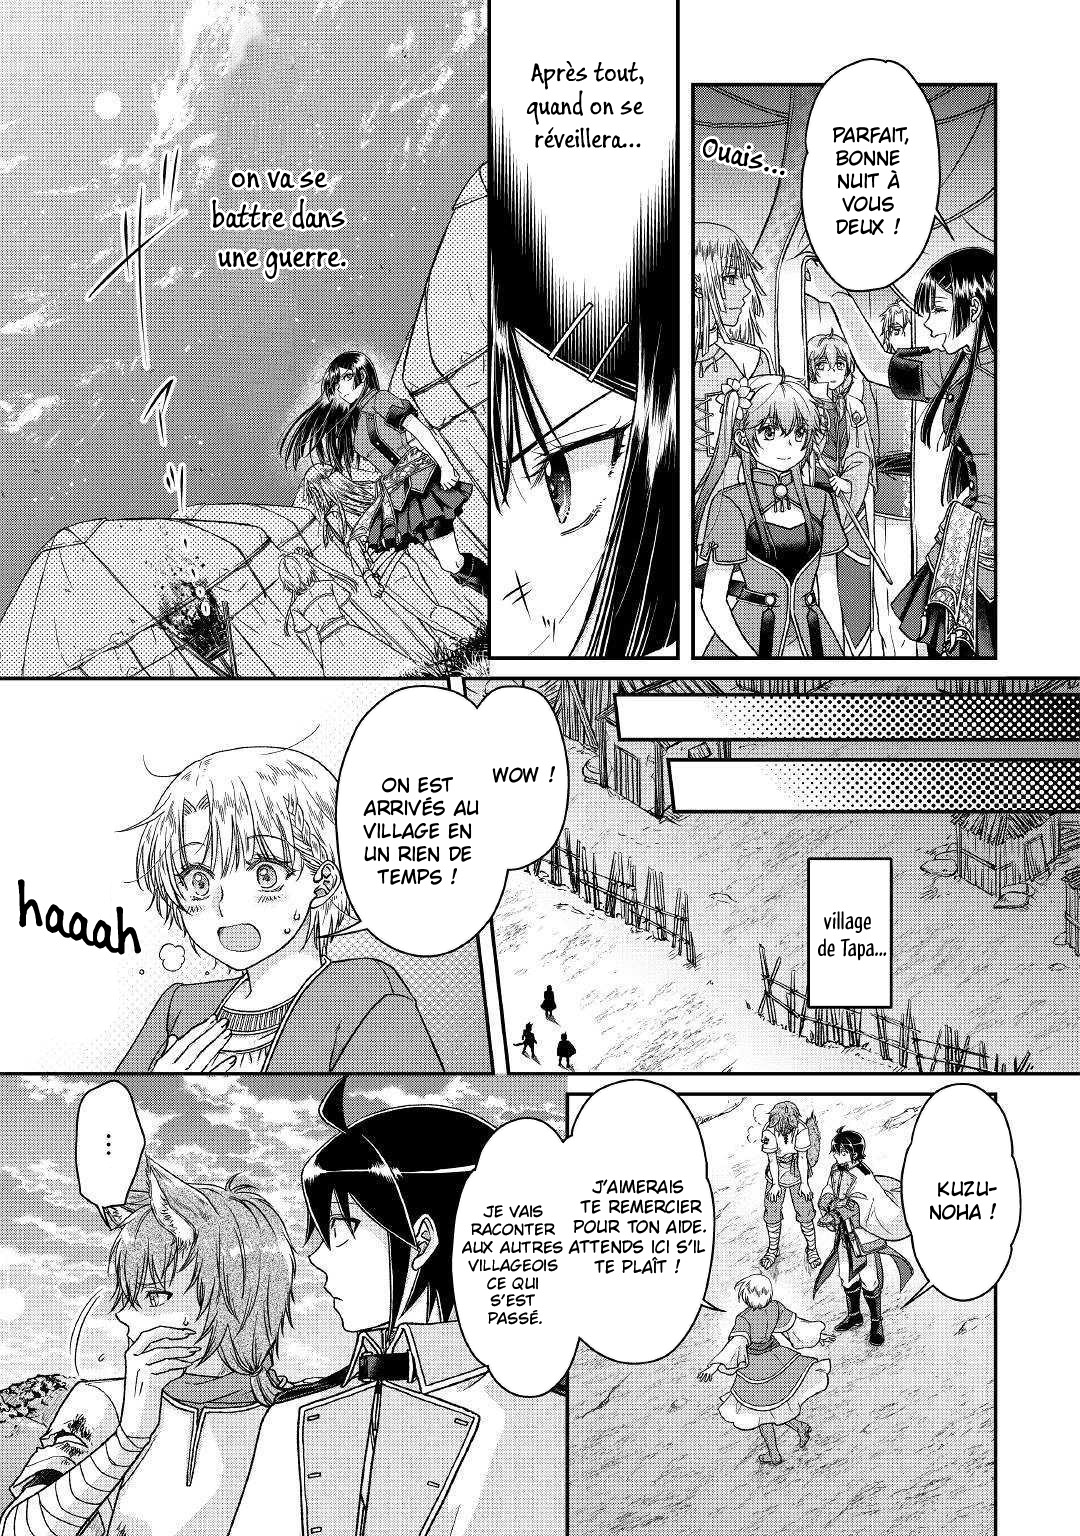 PARFAIT,
BONNE
NUIT À
VOUS
DEUX !
Ouais...
Après tout,
quand on se
réveillera...
on va se
battre dans
une guerre.
village
de Tapa...
WOW !
ON EST
ARRIVÉS AU
VILLAGE EN
UN RIEN DE
TEMPS !
haaah
KUZU-
NOHA !
J'AIMERAIS
TE REMERCIER
POUR TON AIDE.
ATTENDS ICI S'IL
TE PLAÎT !
JE VAIS
RACONTER
AUX AUTRES
VILLAGEOIS
CE QUI
S'EST
PASSÉ.
...